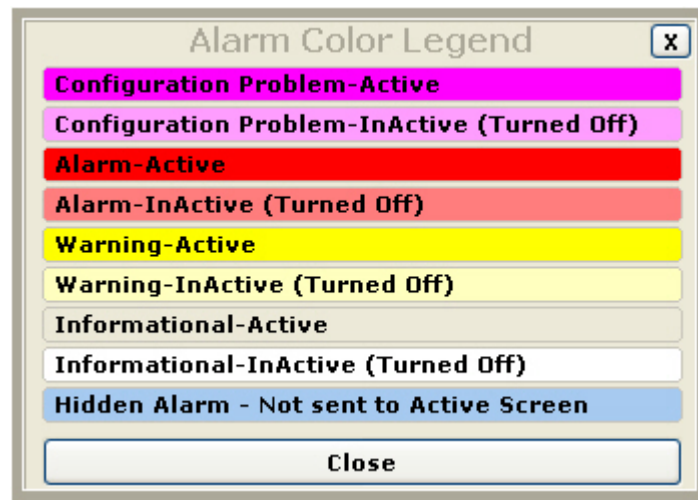 Alarm Color Legend
X
Configuration Problem-Active
Configuration Problem-InActive (Turned Off)
Alarm-Active
Alarm-InActive (Turned Off)
Warning-Active
Warning-InActive (Turned Off)
Informational-Active
Informational-InActive (Turned Off)
Hidden Alarm - Not sent to Active Screen
Close